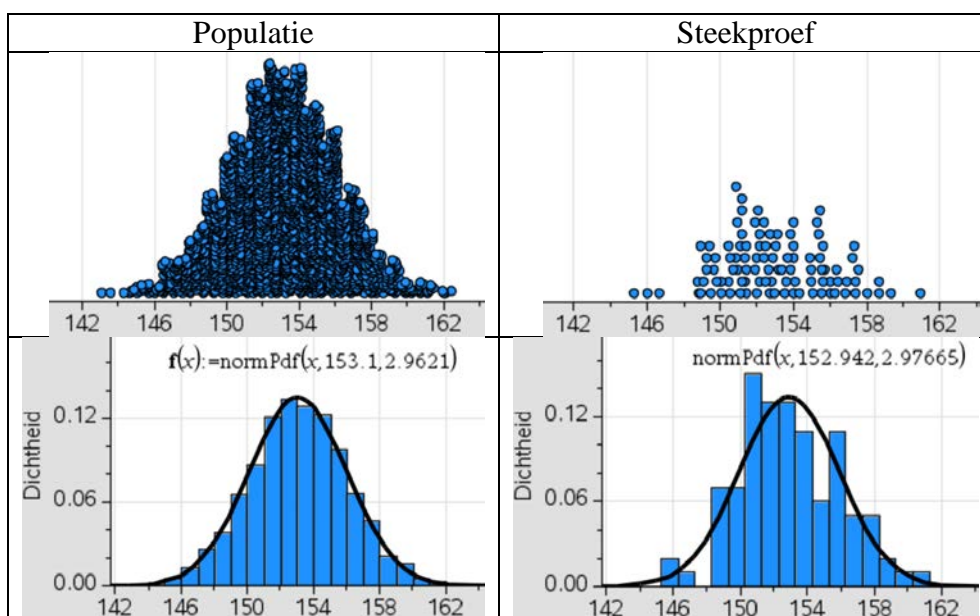 Populatie Steekproef
142 146 150 154 158 162 142 146 150 154 158 162
f(x):=normPdf(x,153.1,2.9621) normPdf(x,152.942,2.97665)
0.12 0.12
Dichtheid Dichtheid
0.06 0.06
0.00 0.00
142 146 150 154 158 162 142 146 150 154 158 162